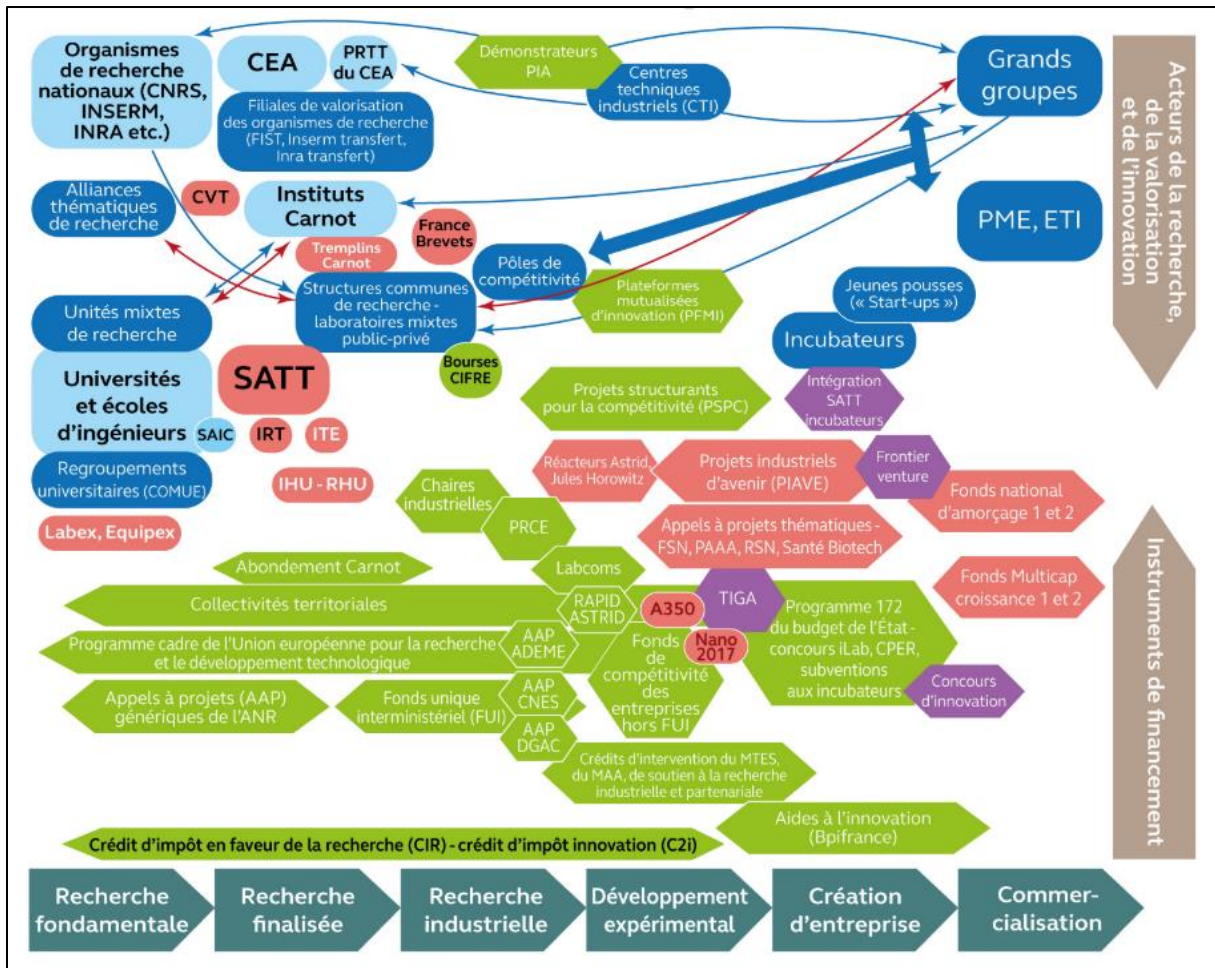 Organismes
de recherche
nationaux (CNRS,
INSERM,
INRA etc.)
CEA
PRTT
du CEA
Filiales de valorisation
des organismes de recherche
(FIST, Inserm transfert,
Inra transfert)
Démonstrateurs
PIA
Centres
techniques
industriels (CTI)
Grands
groupes
Acteurs de la recherche,
de la valorisation
et de l'innovation
Alliances
thématiques
de recherche
CVT
Instituts
Carnot
Tremplins
Carnot
France
Brevets
PME, ETI
Pôles de
compétitivité
Structures communes
de recherche -
laboratoires mixtes
public-privé
Plateformes
mutualisées
d'innovation (PFMI)
Jeunes pousses
(« Start-ups »)
Incubateurs
Unités mixtes
de recherche
Universités
et écoles
d'ingénieurs
SATT
SAIC
IRT
ITE
Bourses
CIFRE
Projets structurants
pour la compétitivité (PSPC)
Intégration
SATT
incubateurs
Regroupements
universitaires (COMUE)
IHU - RHU
Labex, Equipex
Chaires
industrielles
PRCE
Réacteurs Astrid,
Jules Horowitz
Projets industriels
d'avenir (PIAVE)
Frontier
venture
Fonds national
d'amorçage 1 et 2
Appels à projets thématiques -
FSN, PAAA, RSN, Santé Biotech
Instruments de financement
Abondement Carnot
Labcoms
Fonds Multicap
croissance 1 et 2
Collectivités territoriales
RAPID
ASTRID
A350
TIGA
Programme 172
du budget de l'État -
concours iLab, CPER,
subventions
aux incubateurs
Programme cadre de l'Union européenne pour la recherche
et le développement technologique
AAP
ADEME
Fonds
de
compétitivité
des
entreprises
hors FUI
Nano
2017
Concours
d'innovation
Appels à projets (AAP)
génériques de l'ANR
Fonds unique
interministériel (FUI)
AAP
CNES
AAP
DGAC
Crédits d'intervention du MTES,
du MAA, de soutien à la recherche
industrielle et partenariale
Aides à l'innovation
(Bpifrance)
Crédit d'impôt en faveur de la recherche (CIR) - crédit d'impôt innovation (C2i)
Recherche
fondamentale
Recherche
finalisée
Recherche
industrielle
Développement
expérimental
Création
d'entreprise
Commer-
cialisation